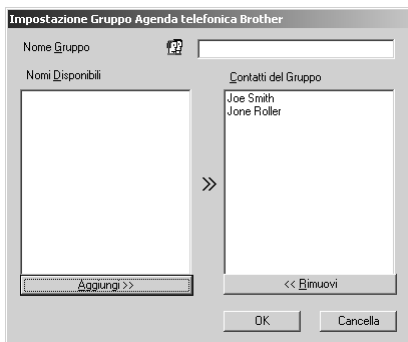 Impostazione Gruppo Agenda telefonica Brother
Nome Gruppo
Nomi Disponibili
Contatti del Gruppo
Joe Smith
Jone Roller
Aggiungi >>
<< Rimuovi
OK
Cancella